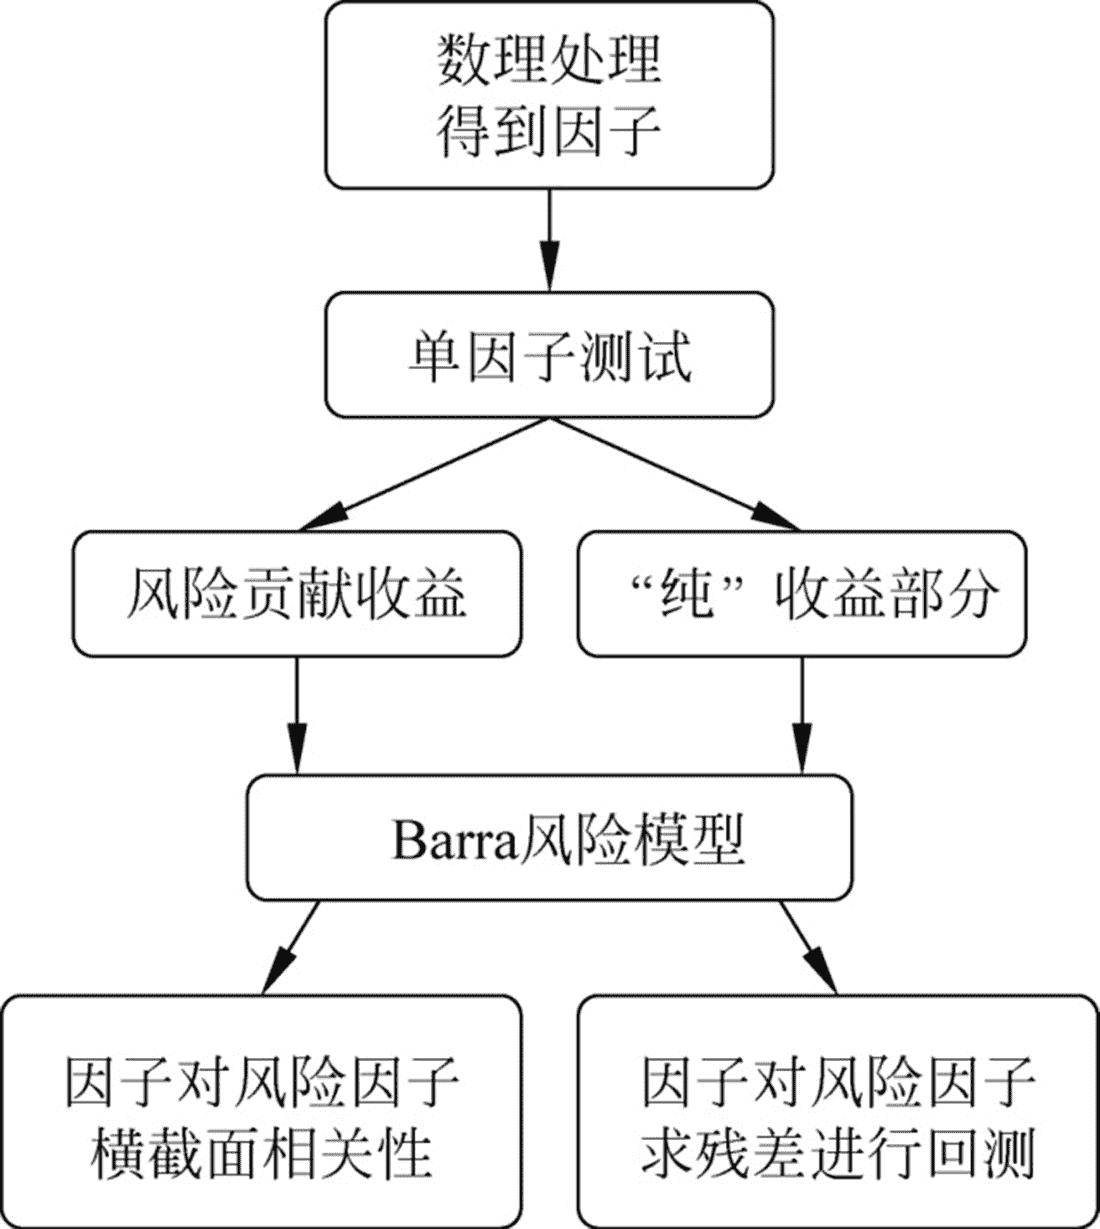 数理处理
得到因子
单因子测试
风险贡献收益
“纯”收益部分
Barra风险模型
因子对风险因子
横截面相关性
因子对风险因子
求残差进行回测